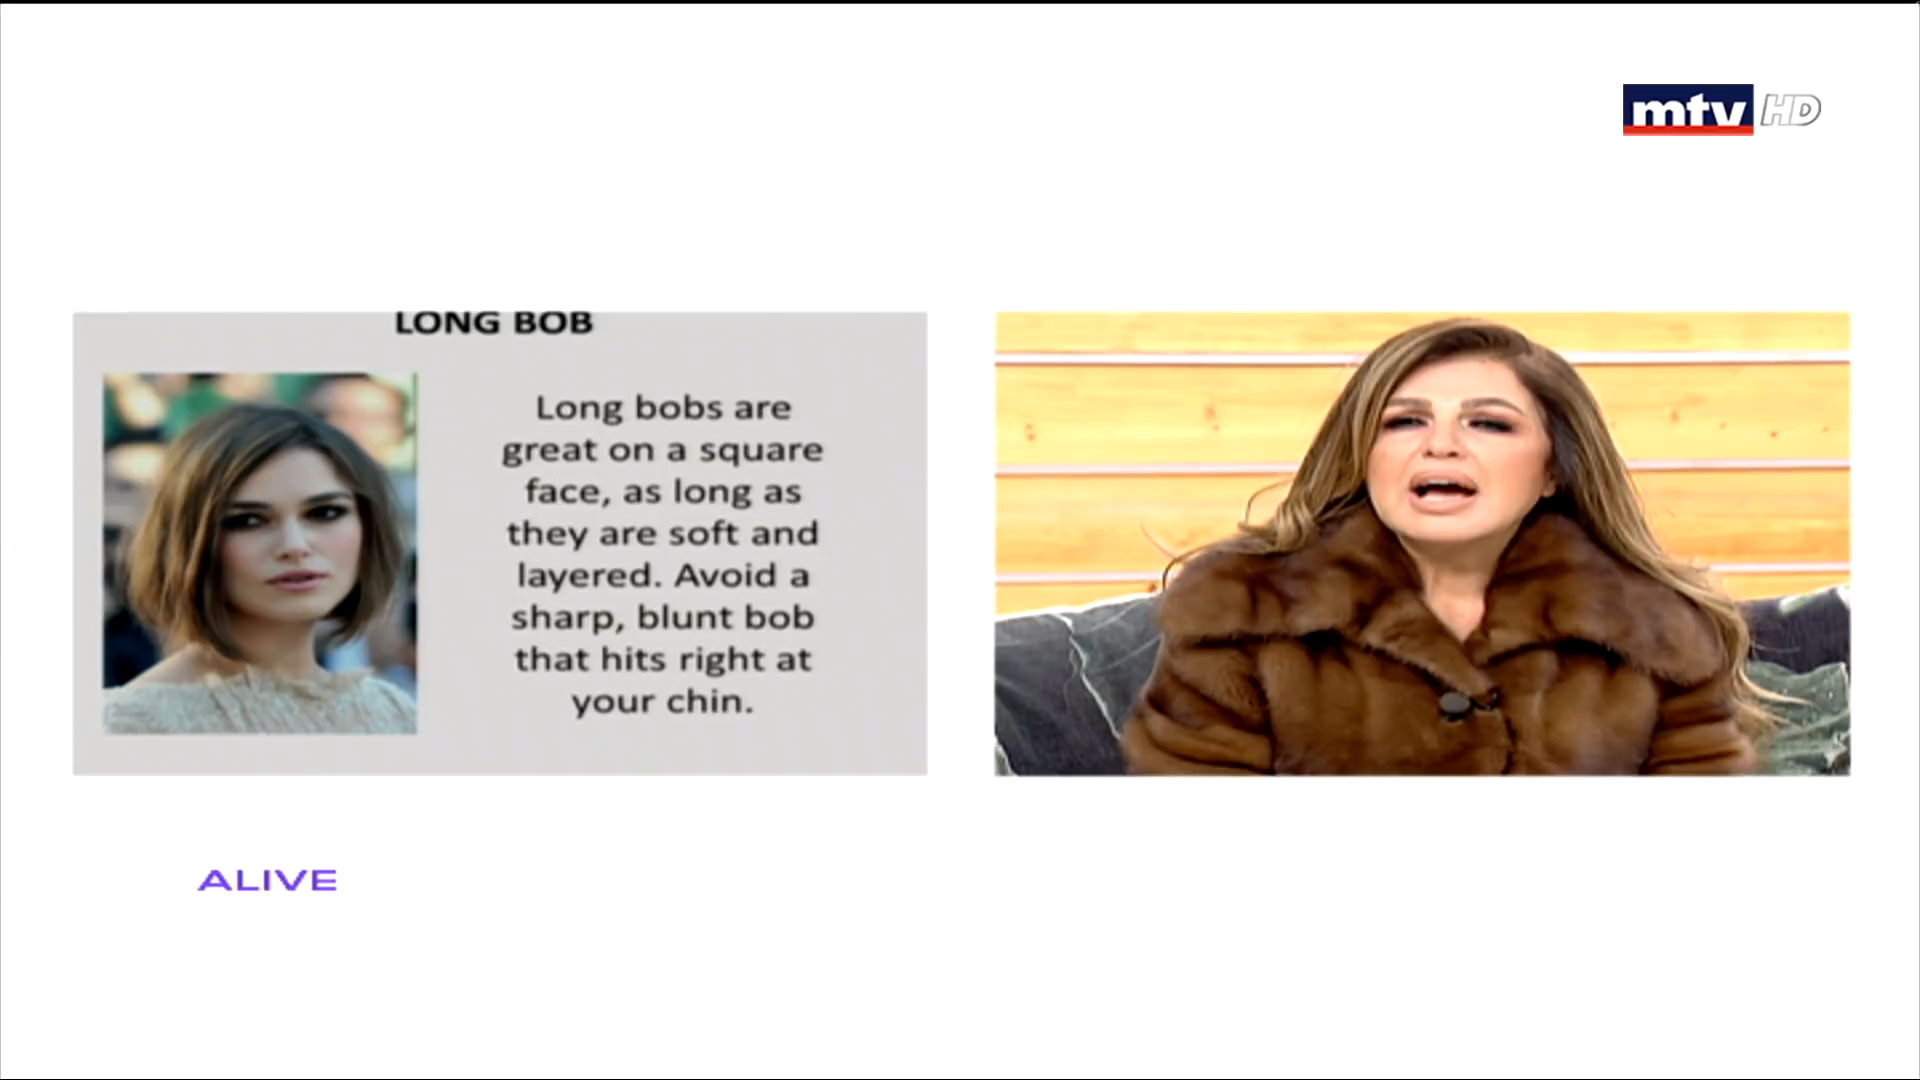 mtv HD
LONG BOB
Long bobs are
great on a square
face, as long as
they are soft and
layered. Avoid a
sharp, blunt bob
that hits right at
your chin.
ALIVE